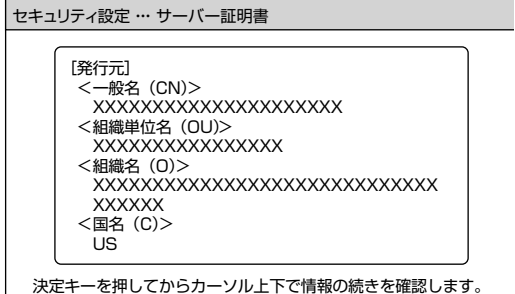 セキュリティ設定 … サーバー証明書
［発行元］
＜一般名（CN）＞
XXXXXXXXXXXXXXXXXXXXX
＜組織単位名（OU）＞
XXXXXXXXXXXXXXXX
＜組織名（O）＞
XXXXXXXXXXXXXXXXXXXXXXXXXXXXX
XXXXXX
＜国名（C）＞
US
決定キーを押してからカーソル上下で情報の続きを確認します。